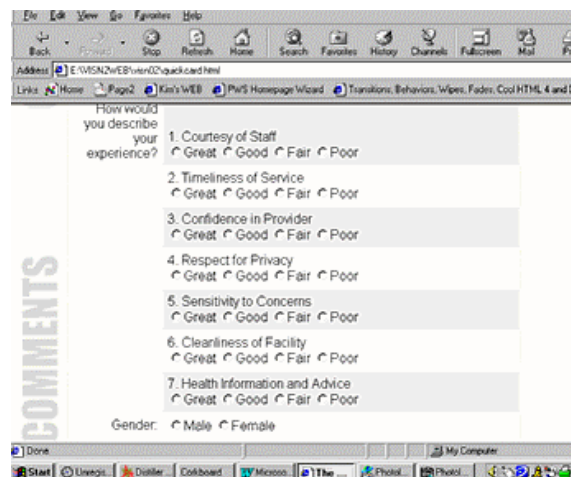 File Edit View Go Favorites Help
Back Forward Stop Refresh Home Search Favorites History Channels Fullscreen Mail
Address E:\VISN2WEB\visn02\quickcard.html
Links Home Page2 Kim's WEB PWS Homepage Wizard Transitions, Behaviors, Wipes, Fades, Cool HTML 4 and
How would
you describe
your
experience?
1. Courtesy of Staff
Great Good Fair Poor
2. Timeliness of Service
Great Good Fair Poor
3. Confidence in Provider
Great Good Fair Poor
4. Respect for Privacy
Great Good Fair Poor
5. Sensitivity to Concerns
Great Good Fair Poor
6. Cleanliness of Facility
Great Good Fair Poor
7. Health Information and Advice
Great Good Fair Poor
COMMENTS
Gender: Male Female
Done My Computer
Start Unregis... Distiller... Corkboard Microso... The ... Photol... Photol...